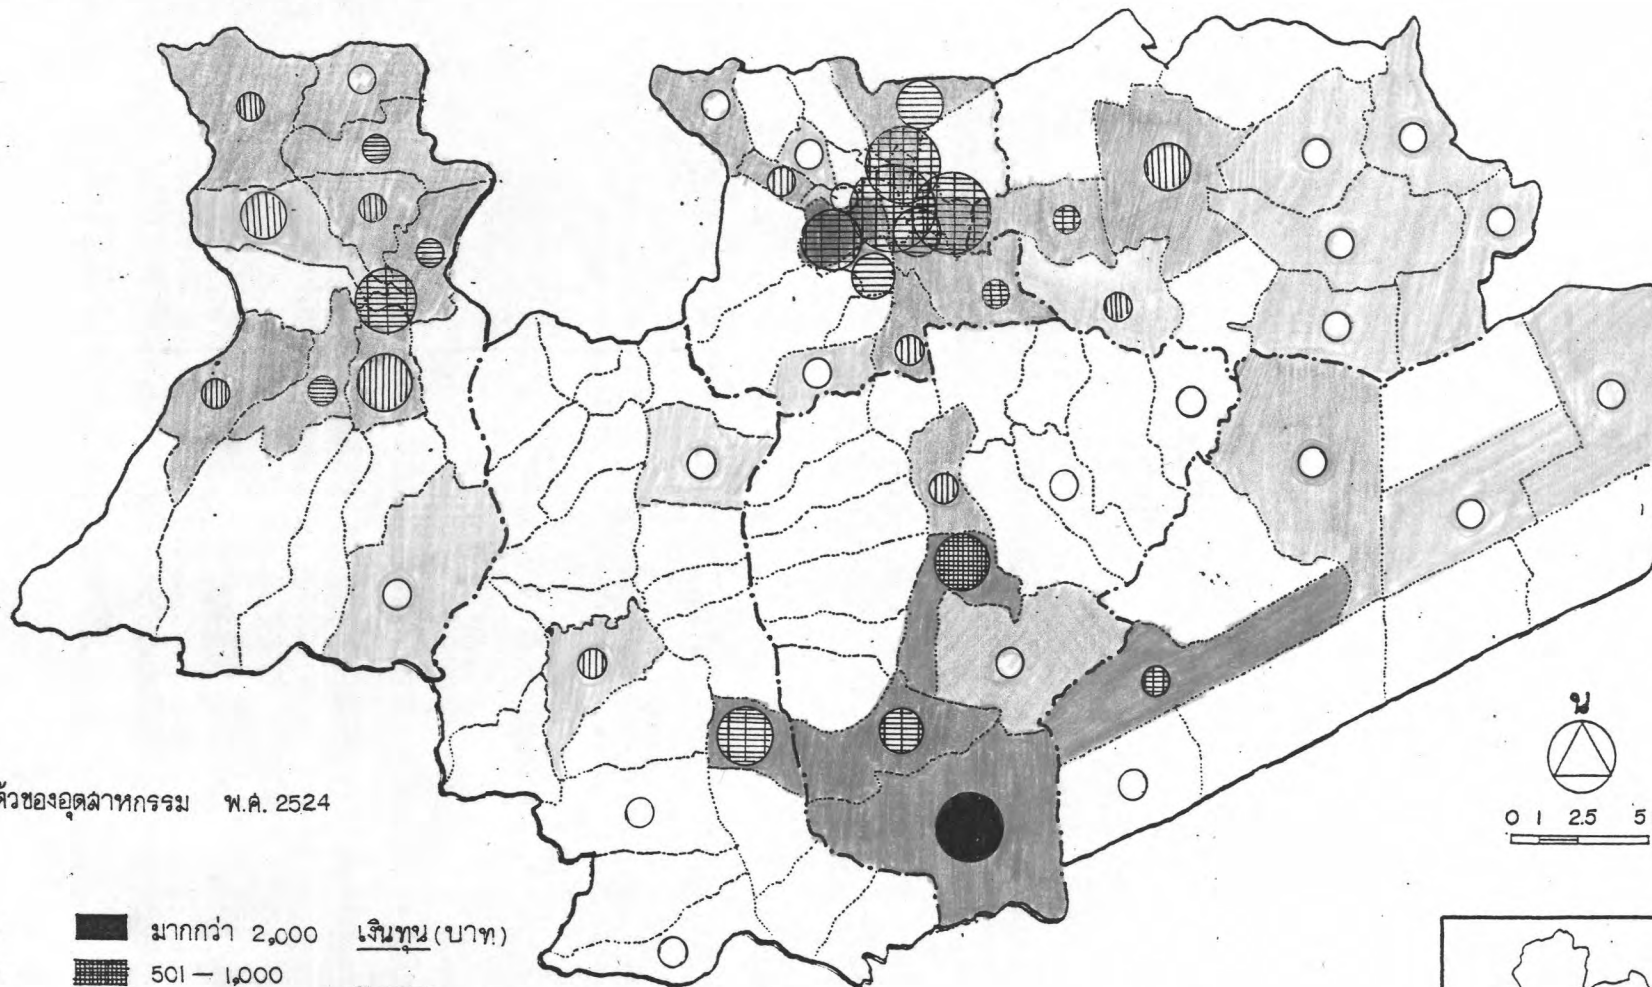 น
0 1 2.5 5
ตัวของอุตสาหกรรม พ.ศ. 2524
มากกว่า 2,000 เงินทุน (บาท)
501 — 1,000